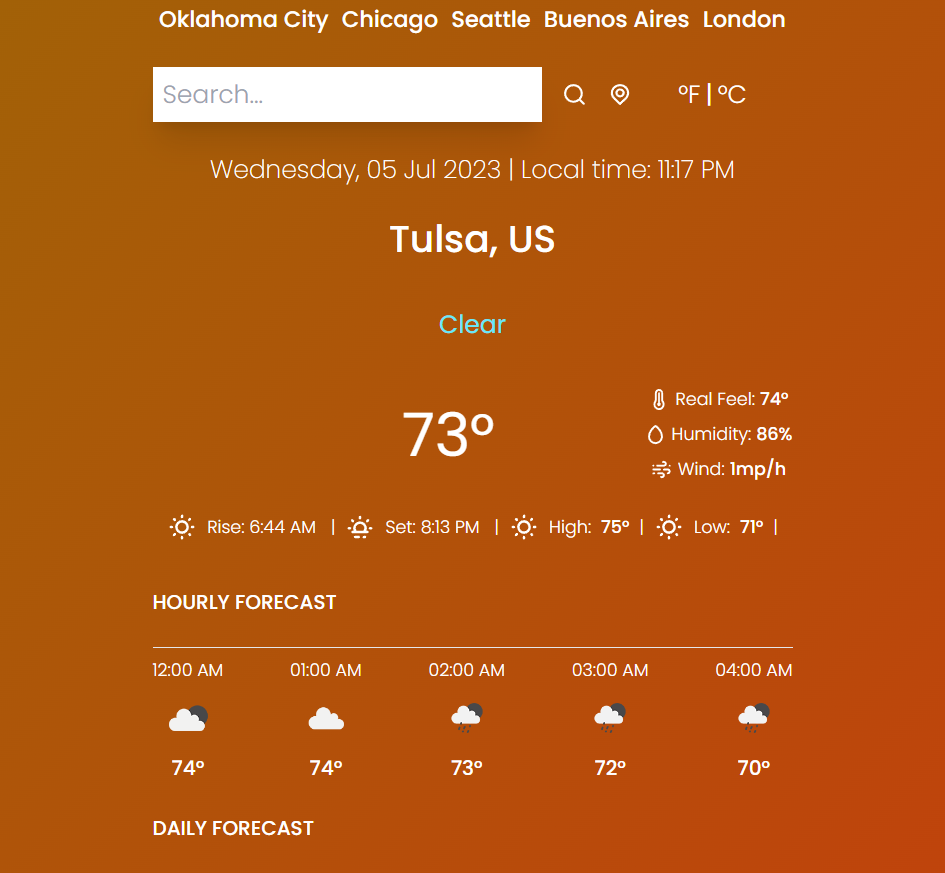 Oklahoma City Chicago Seattle Buenos Aires London
Search... °F | °C
Wednesday, 05 Jul 2023 | Local time: 11:17 PM
Tulsa, US
Clear
73°
Real Feel: 74°
Humidity: 86%
Wind: 1mp/h
Rise: 6:44 AM | Set: 8:13 PM | High: 75° | Low: 71° |
HOURLY FORECAST
12:00 AM 01:00 AM 02:00 AM 03:00 AM 04:00 AM
74° 74° 73° 72° 70°
DAILY FORECAST